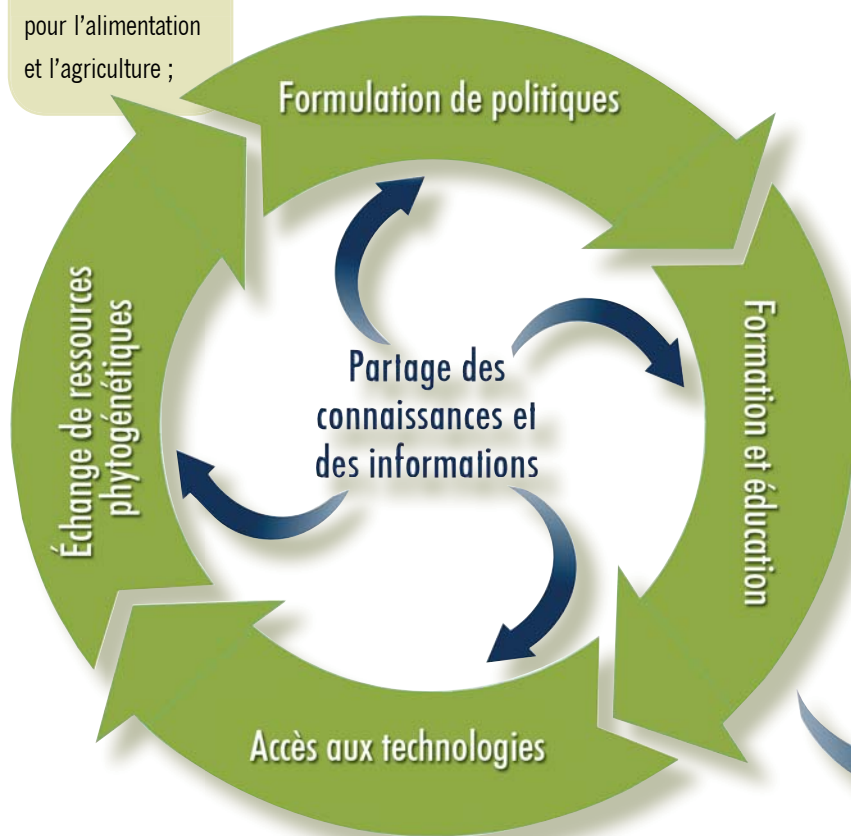 pour l'alimentation
et l'agriculture ;
Formulation de politiques
Formation et éducation
Accès aux technologies
Échange de ressources
phytogénétiques
Partage des
connaissances et
des informations